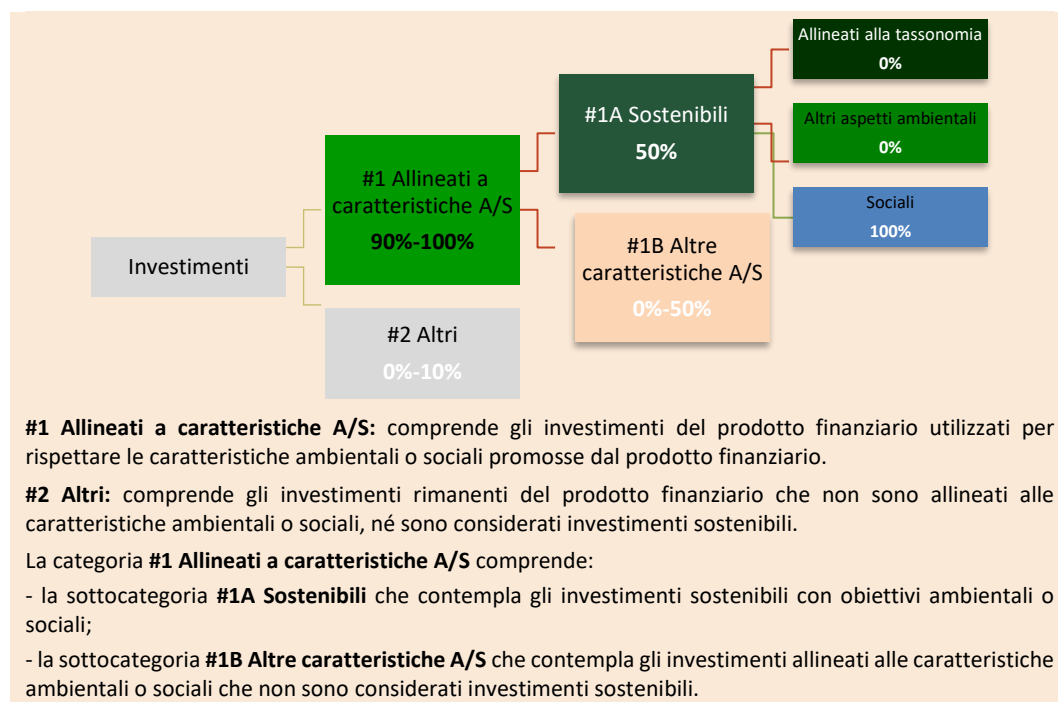 Allineati alla tassonomia
0%
#1A Sostenibili
50%
Altri aspetti ambientali
0%
#1 Allineati a
caratteristiche A/S
90%-100%
Sociali
100%
Investimenti
#1B Altre
caratteristiche A/S
0%-50%
#2 Altri
0%-10%
#1 Allineati a caratteristiche A/S: comprende gli investimenti del prodotto finanziario utilizzati per
rispettare le caratteristiche ambientali o sociali promosse dal prodotto finanziario.
#2 Altri: comprende gli investimenti rimanenti del prodotto finanziario che non sono allineati alle
caratteristiche ambientali o sociali, né sono considerati investimenti sostenibili.
La categoria #1 Allineati a caratteristiche A/S comprende:
- la sottocategoria #1A Sostenibili che contempla gli investimenti sostenibili con obiettivi ambientali o
sociali;
- la sottocategoria #1B Altre caratteristiche A/S che contempla gli investimenti allineati alle caratteristiche
ambientali o sociali che non sono considerati investimenti sostenibili.